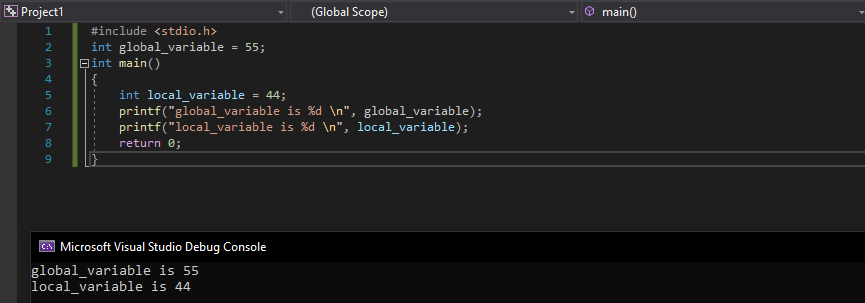 Project1 (Global Scope) main()
1 #include <stdio.h>
2 int global_variable = 55;
3 int main()
4 {
5 int local_variable = 44;
6 printf("global_variable is %d \n", global_variable);
7 printf("local_variable is %d \n", local_variable);
8 return 0;
9 }
C:\ Microsoft Visual Studio Debug Console
global_variable is 55
local_variable is 44